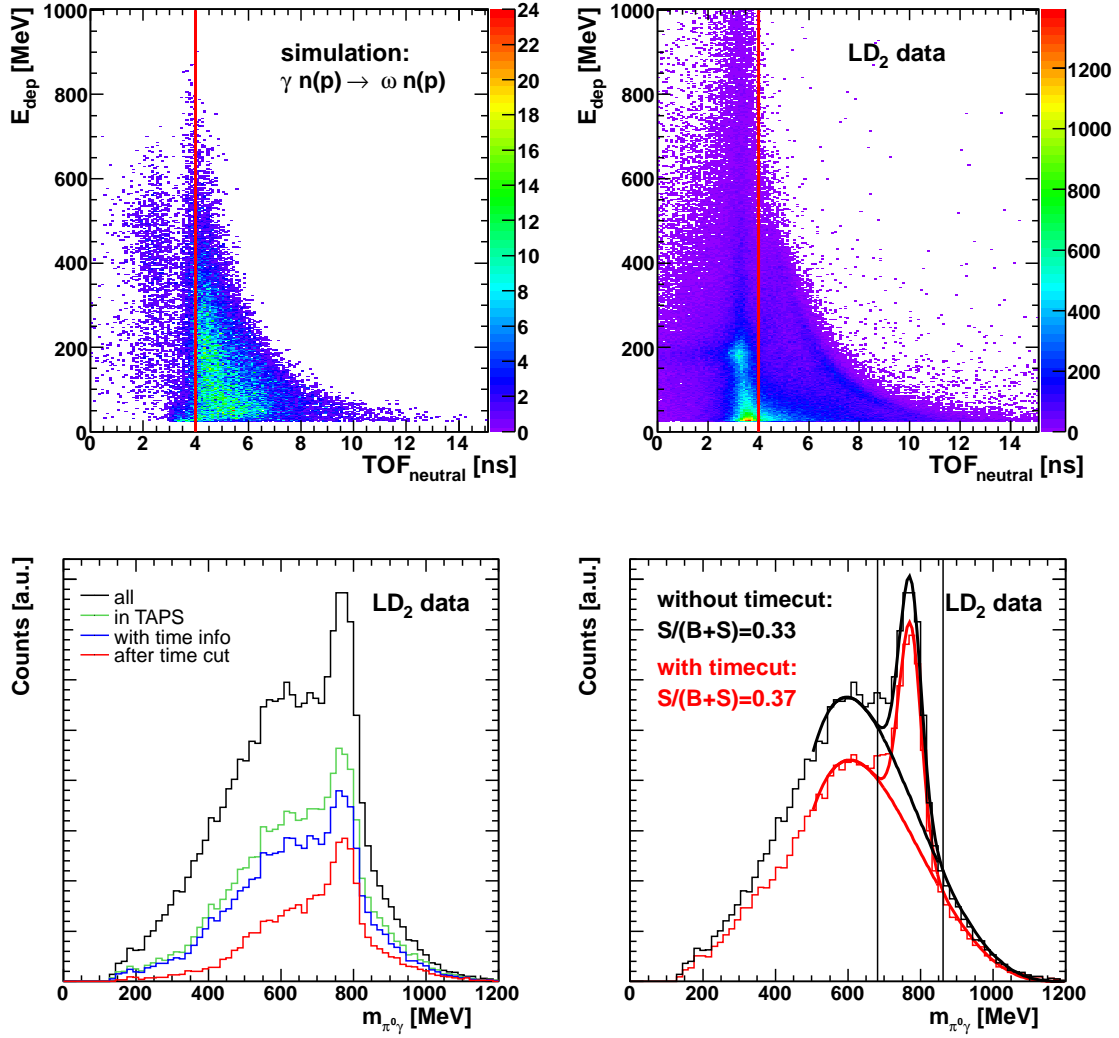 E_dep [MeV]
1000
800
600
400
200
0
simulation:
γ n(p) → ω n(p)
24
22
20
18
16
14
12
10
8
6
4
2
0
0 2 4 6 8 10 12 14
TOF_neutral [ns]
E_dep [MeV]
1000
800
600
400
200
0
LD₂ data
1200
1000
800
600
400
200
0
0 2 4 6 8 10 12 14
TOF_neutral [ns]
Counts [a.u.]
all
in TAPS
with time info
after time cut
LD₂ data
0 200 400 600 800 1000 1200
m_π⁰γ [MeV]
Counts [a.u.]
without timecut:
S/(B+S)=0.33
with timecut:
S/(B+S)=0.37
LD₂ data
0 200 400 600 800 1000 1200
m_π⁰γ [MeV]